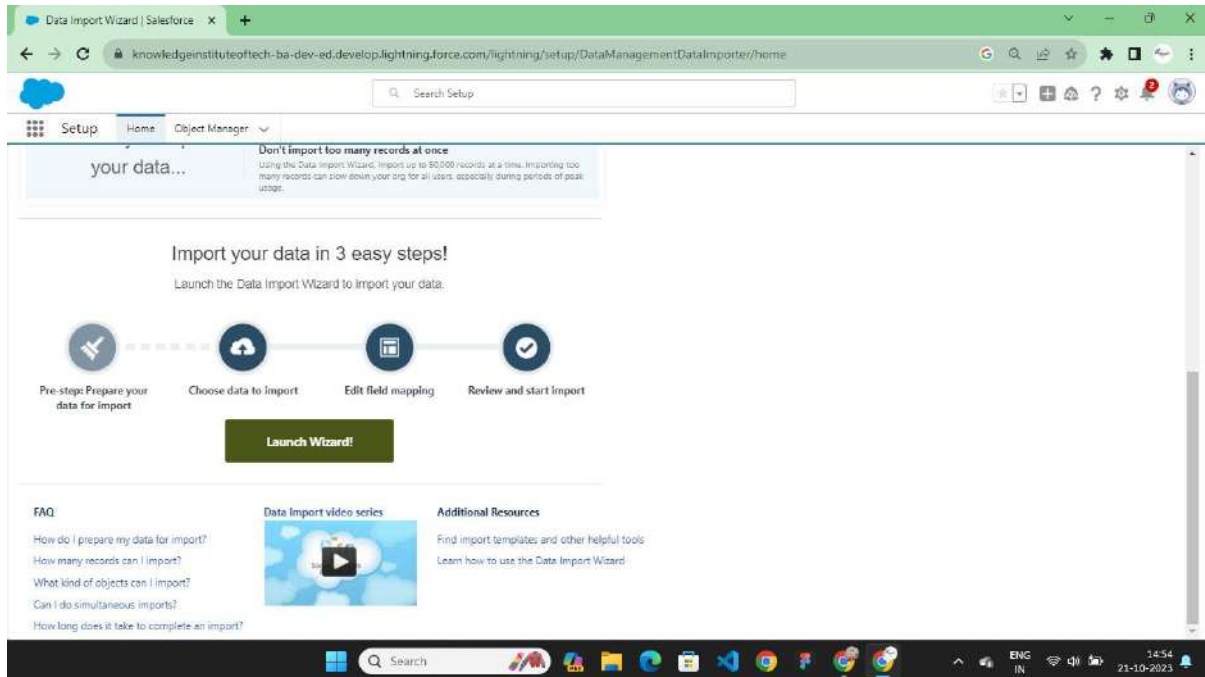 Data Import Wizard | Salesforce
knowledgeinstituteoftech-ba-dev-ed.develop.lightning.force.com/lightning/setup/DataManagementDataImporter/home
Search Setup
2
Setup Home Object Manager
your data...
Don't import too many records at once
Using the Data Import Wizard, import up to 50,000 records at a time. Importing too
many records can slow down your org for all users, especially during periods of peak
usage.
Import your data in 3 easy steps!
Launch the Data Import Wizard to import your data.
Pre-step: Prepare your
data for import
Choose data to import
Edit field mapping
Review and start import
Launch Wizard!
FAQ
How do I prepare my data for import?
How many records can I import?
What kind of objects can I import?
Can I do simultaneous imports?
How long does it take to complete an import?
Data Import video series
Additional Resources
Find import templates and other helpful tools
Learn how to use the Data Import Wizard
Search
ENG
IN
14:54
21-10-2023